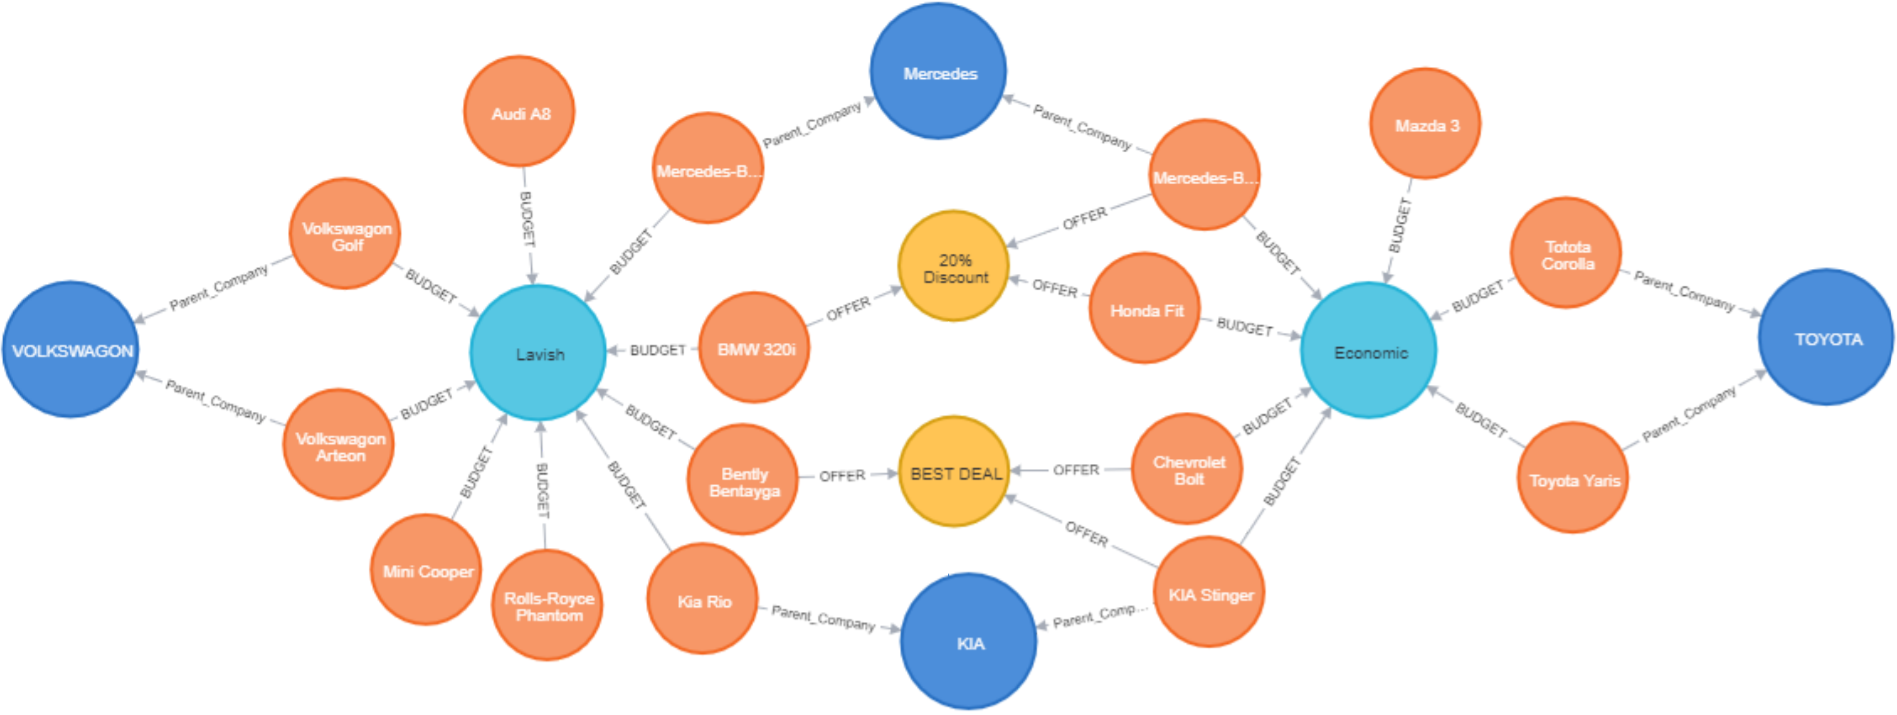 Mercedes
Audi A8
Parent_Company
Parent_Company
Mazda 3
Mercedes-B...
Mercedes-B...
BUDGET
OFFER
BUDGET
Volkswagon
Golf
BUDGET
BUDGET
Totota
Corolla
20%
Discount
Parent_Company
BUDGET
OFFER
BUDGET
Parent_Company
OFFER
Honda Fit
BUDGET
VOLKSWAGON
Lavish
BUDGET
BMW 320i
Economic
TOYOTA
Parent_Company
BUDGET
BUDGET
BUDGET
BUDGET
Parent_Company
Volkswagon
Arteon
BUDGET
BUDGET
BUDGET
Bently
Bentayga
OFFER
BEST DEAL
OFFER
Chevrolet
Bolt
BUDGET
Toyota Yaris
OFFER
Mini Cooper
Rolls-Royce
Phantom
Kia Rio
Parent_Company
KIA
Parent_Comp...
KIA Stinger